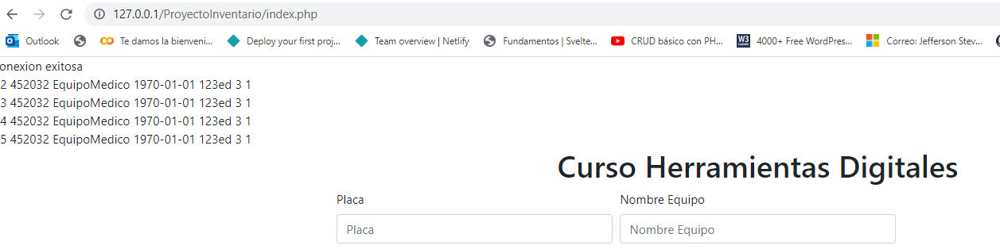 127.0.0.1/ProyectoInventario/index.php
Outlook Te damos la bienveni... Deploy your first proj... Team overview | Netlify Fundamentos | Svelte... CRUD básico con PH... W3 4000+ Free WordPres... Correo: Jefferson Stev...
onexion exitosa
2 452032 EquipoMedico 1970-01-01 123ed 3 1
3 452032 EquipoMedico 1970-01-01 123ed 3 1
4 452032 EquipoMedico 1970-01-01 123ed 3 1
5 452032 EquipoMedico 1970-01-01 123ed 3 1
Curso Herramientas Digitales
Placa Nombre Equipo
Placa Nombre Equipo